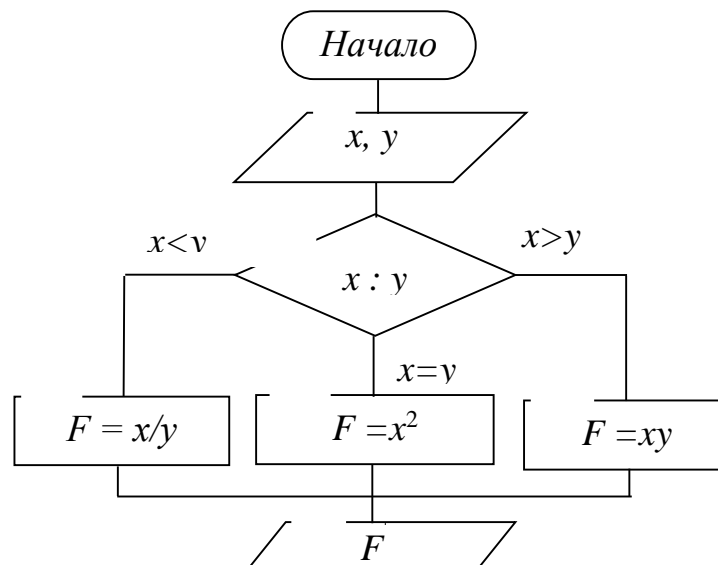 Начало
x, y
x<y
x : y
x>y
x=y
F = x/y
F =x²
F =xy
F